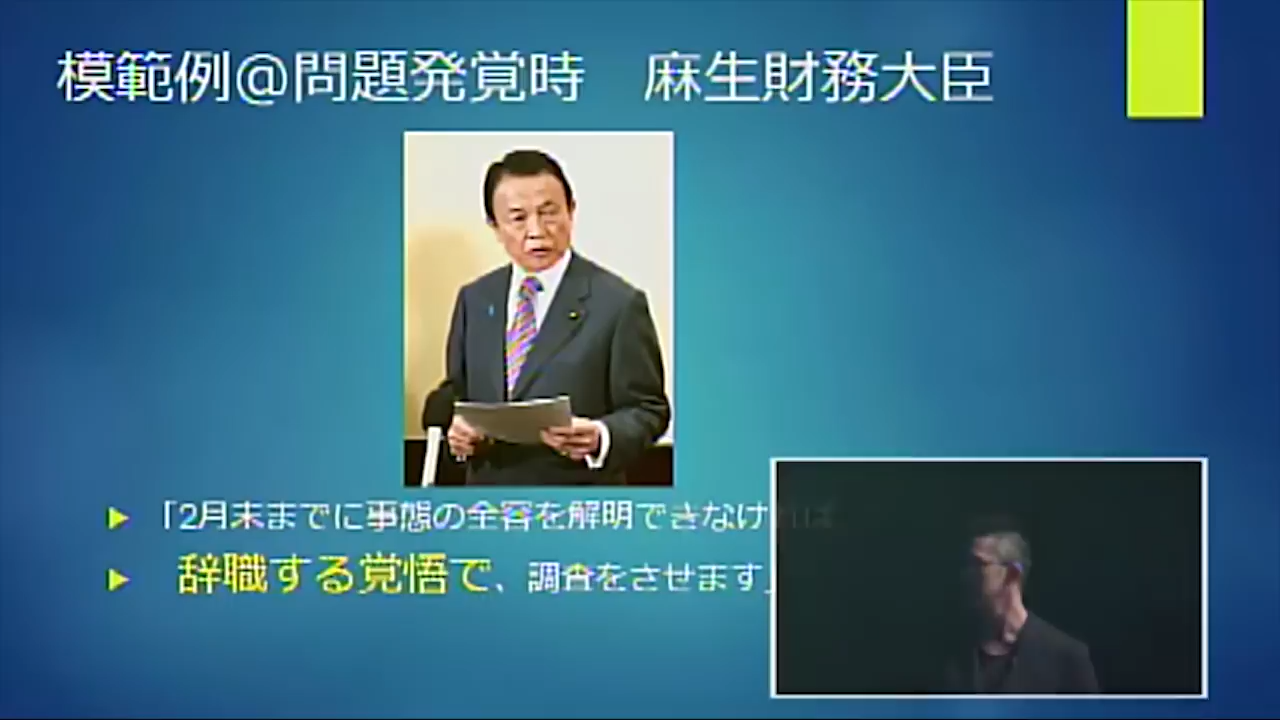 模範例@問題発覚時　麻生財務大臣
「2月末までに事態の全容を解明できなければ
辞職する覚悟で、調査をさせます」